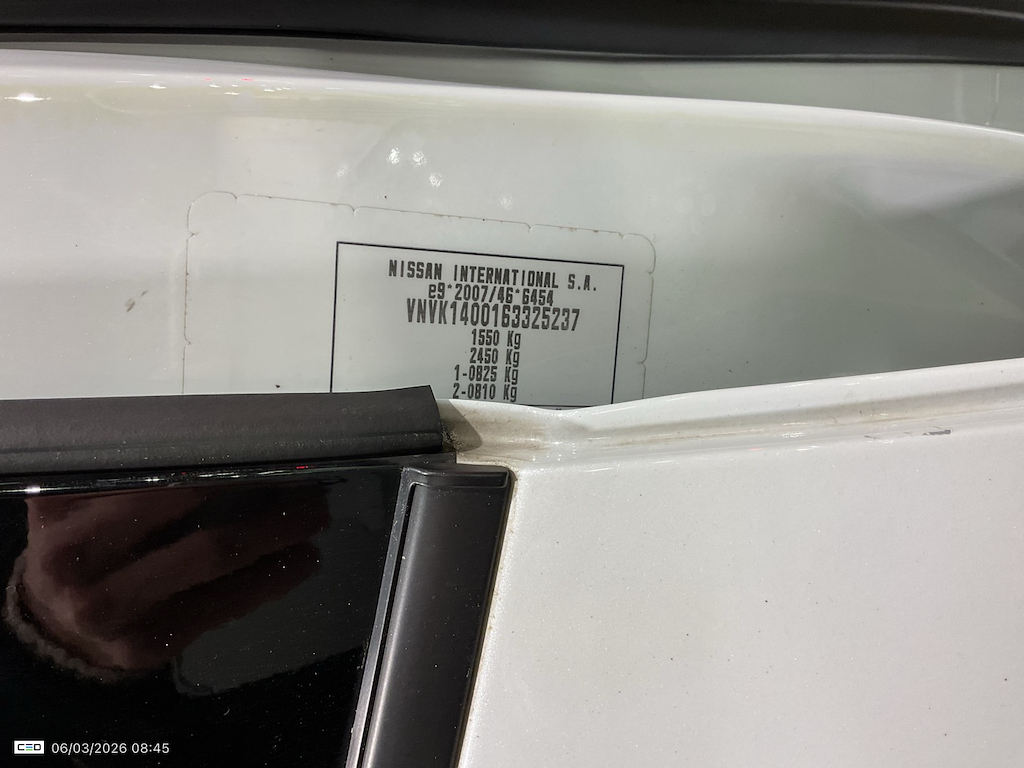 NISSAN INTERNATIONAL S.A.
e9*2007/46*6454
VNVK1400163325237
1550 Kg
2450 Kg
1-0825 Kg
2-0810 Kg
CEO 06/03/2026 08:45